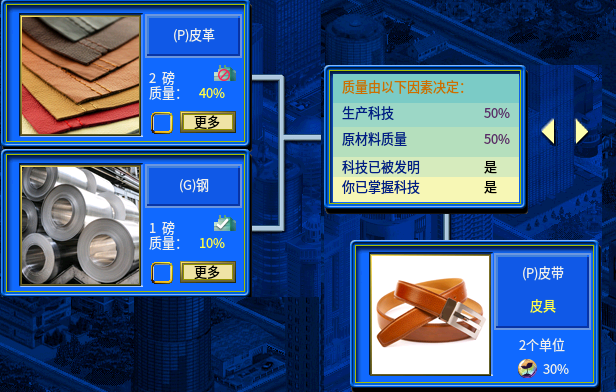 (P)皮革
2 磅
质量: 40%
更多
(G)钢
1 磅
质量: 10%
更多
质量由以下因素决定:
生产科技 50%
原材料质量 50%
科技已被发明 是
你已掌握科技 是
(P)皮带
皮具
2个单位
30%